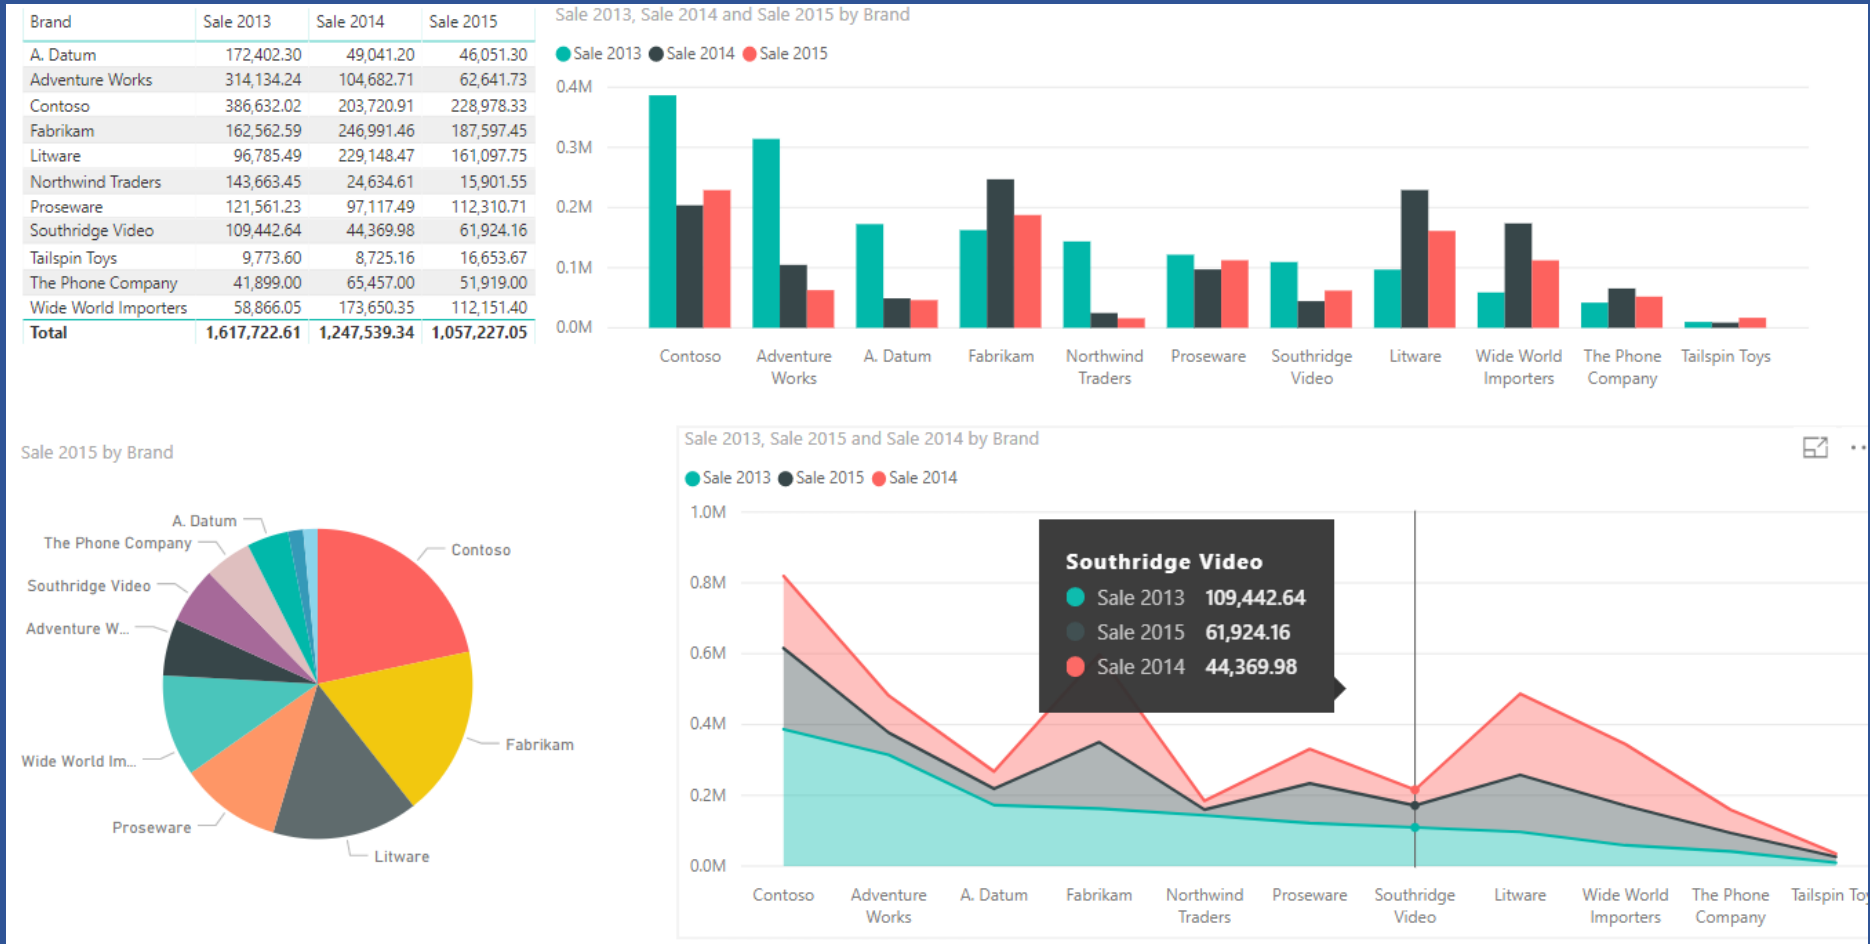 Brand Sale 2013 Sale 2014 Sale 2015
A. Datum 172,402.30 49,041.20 46,051.30
Adventure Works 314,134.24 104,682.71 62,641.73
Contoso 386,632.02 203,720.91 228,978.33
Fabrikam 162,562.59 246,991.46 187,597.45
Litware 96,785.49 229,148.47 161,097.75
Northwind Traders 143,663.45 24,634.61 15,901.55
Proseware 121,561.23 97,117.49 112,310.71
Southridge Video 109,442.64 44,369.98 61,924.16
Tailspin Toys 9,773.60 8,725.16 16,653.67
The Phone Company 41,899.00 65,457.00 51,919.00
Wide World Importers 58,866.05 173,650.35 112,151.40
Total 1,617,722.61 1,247,539.34 1,057,227.05
Sale 2013, Sale 2014 and Sale 2015 by Brand
Sale 2013 Sale 2014 Sale 2015
0.4M
0.3M
0.2M
0.1M
0.0M
Contoso Adventure A. Datum Fabrikam Northwind Proseware Southridge Litware Wide World The Phone Tailspin Toys
Works Traders Video Importers Company
Sale 2015 by Brand
A. Datum
The Phone Company
Contoso
Southridge Video
Adventure W...
Fabrikam
Wide World Im...
Proseware
Litware
Sale 2013, Sale 2015 and Sale 2014 by Brand
Sale 2013 Sale 2015 Sale 2014
1.0M
0.8M
0.6M
0.4M
0.2M
0.0M
Southridge Video
Sale 2013 109,442.64
Sale 2015 61,924.16
Sale 2014 44,369.98
Contoso Adventure A. Datum Fabrikam Northwind Proseware Southridge Litware Wide World The Phone Tailspin To
Works Traders Video Importers Company